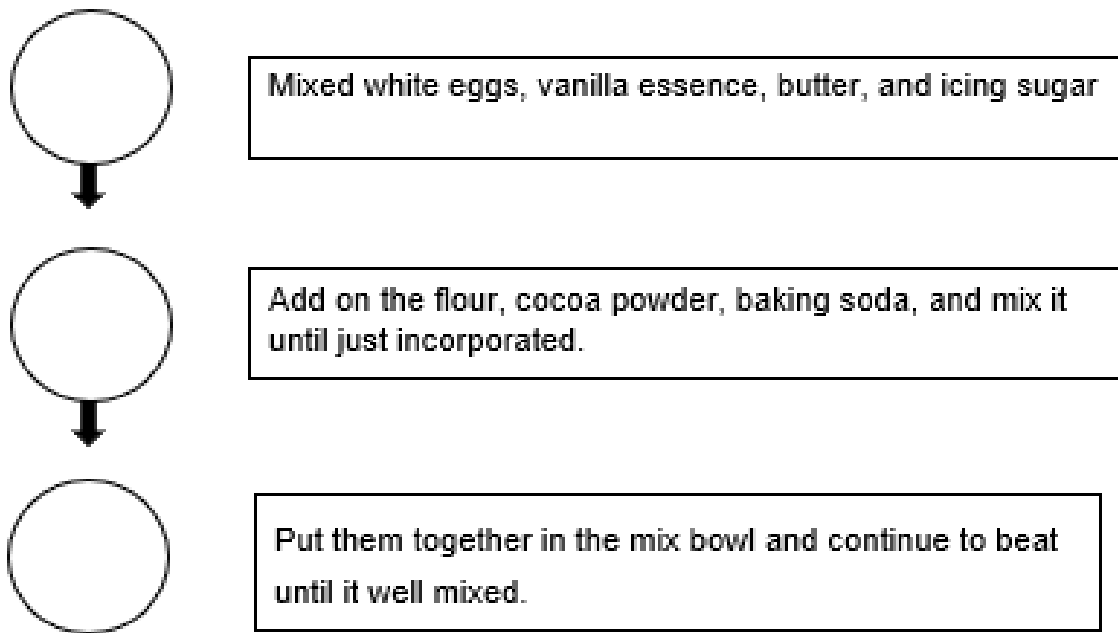 Mixed white eggs, vanilla essence, butter, and icing sugar
Add on the flour, cocoa powder, baking soda, and mix it
until just incorporated.
Put them together in the mix bowl and continue to beat
until it well mixed.